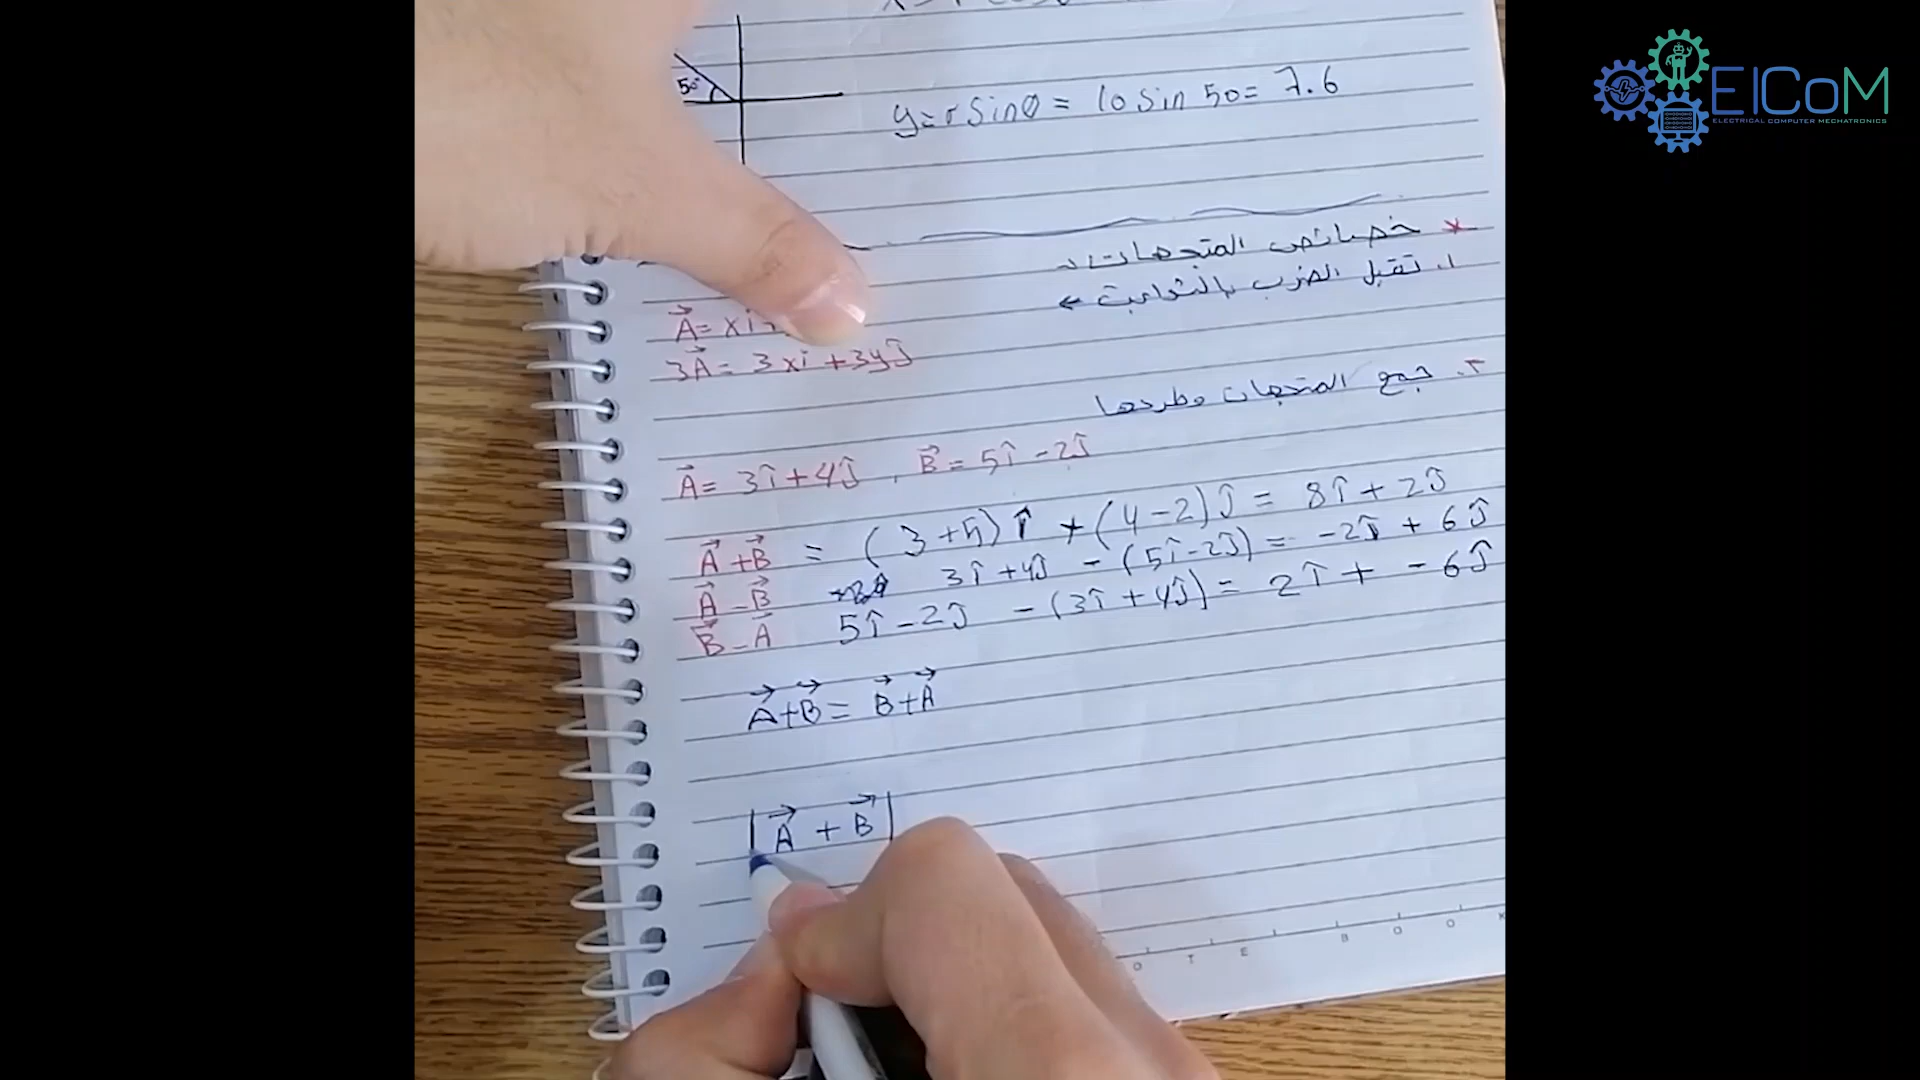 EICoM
ELECTRICAL COMPUTER MECHATRONICS
50°
y=rsinθ = 10 sin 50= 7.6
* خصائص المتجهات:
١. تقبل الضرب بالثوابت ←
A= xi+
3A= 3xi +3yJ
٢. جمع المتجهات وطرحها
A= 3î+4Ĵ , B= 5î -2Ĵ
A+B = (3+5)î + (4-2)Ĵ = 8î+ 2Ĵ
A-B 3î+4Ĵ - (5î-2Ĵ)= -2î + 6Ĵ
B-A 5î-2Ĵ -(3î+4Ĵ)= 2î + -6Ĵ
A+B= B+A
|A + B|
O T E B O O K